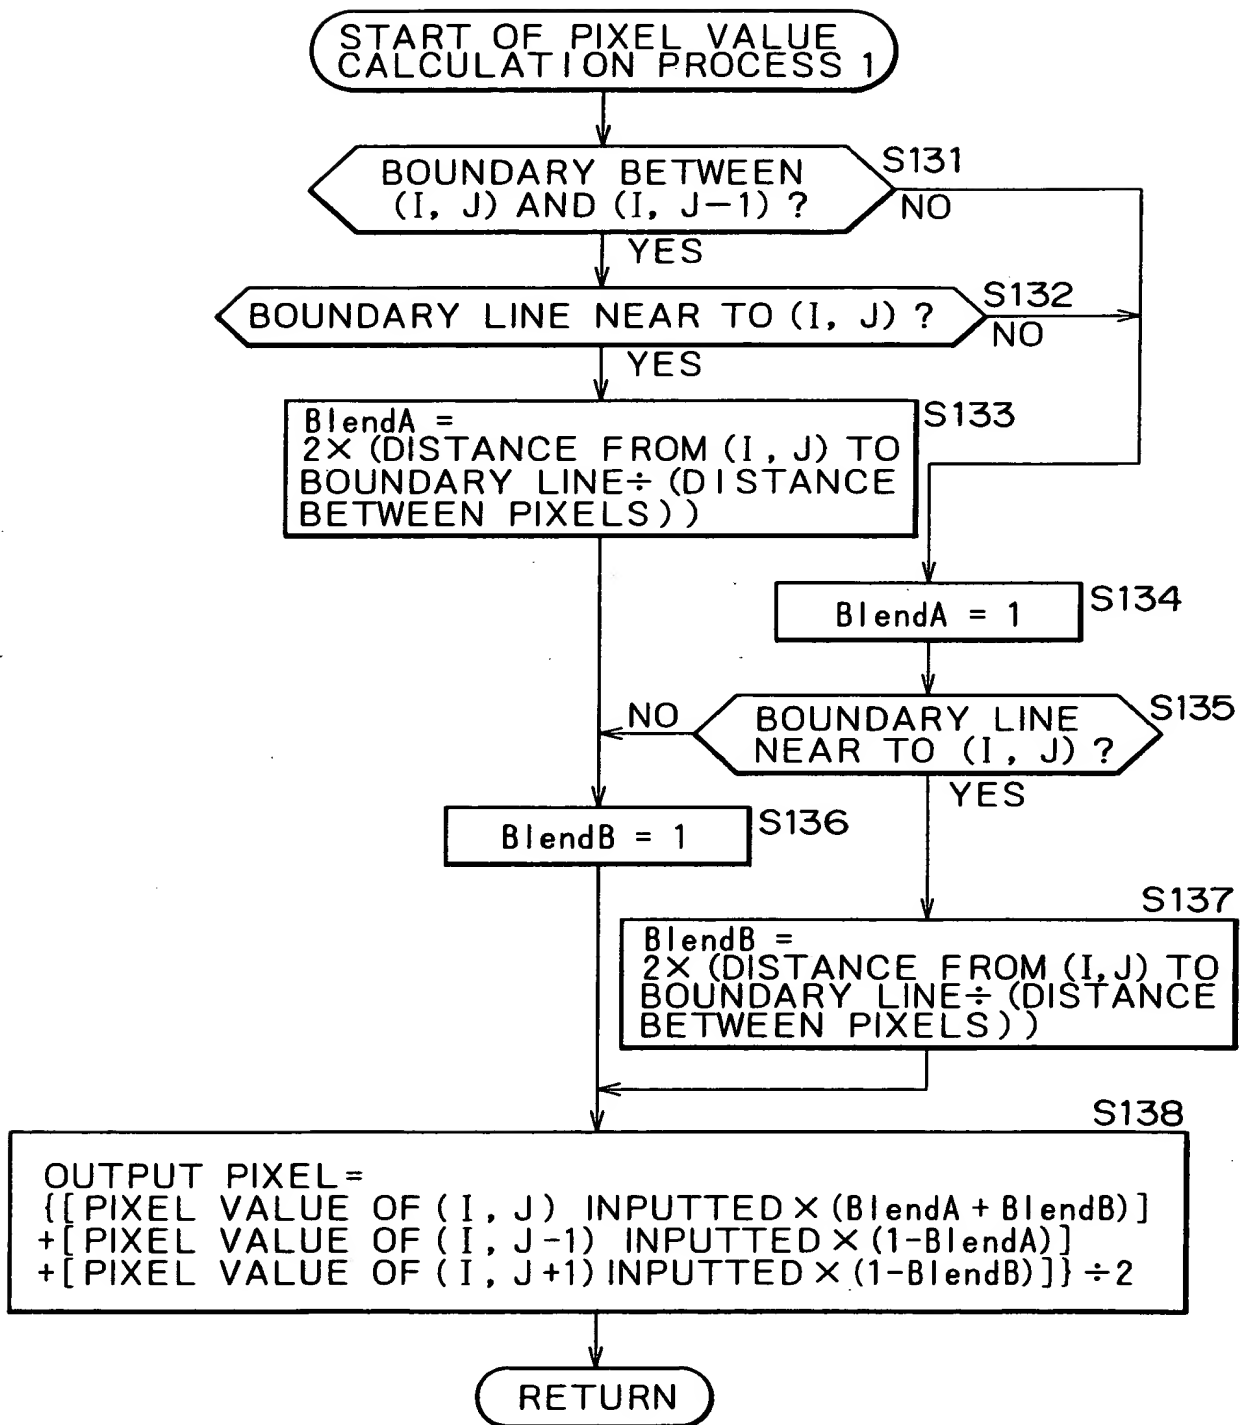 START OF PIXEL VALUE
CALCULATION PROCESS 1
BOUNDARY BETWEEN
(I, J) AND (I, J-1) ?
S131
NO
YES
BOUNDARY LINE NEAR TO (I, J) ?
S132
NO
YES
BlendA =
2× (DISTANCE FROM (I, J) TO
BOUNDARY LINE÷ (DISTANCE
BETWEEN PIXELS))
S133
BlendA = 1
S134
BOUNDARY LINE
NEAR TO (I, J) ?
S135
NO
YES
BlendB = 1
S136
S137
BlendB =
2× (DISTANCE FROM (I, J) TO
BOUNDARY LINE÷ (DISTANCE
BETWEEN PIXELS))
S138
OUTPUT PIXEL=
{[PIXEL VALUE OF (I, J) INPUTTED × (BlendA + BlendB)]
+[PIXEL VALUE OF (I, J-1) INPUTTED × (1-BlendA)]
+[PIXEL VALUE OF (I, J+1) INPUTTED × (1-BlendB)]} ÷2
RETURN